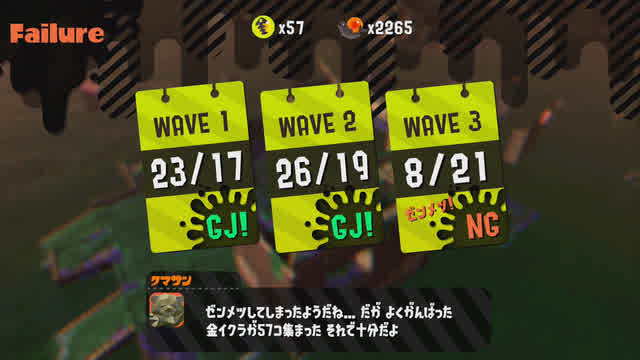 Failure
x57
x2265
WAVE 1
WAVE 2
WAVE 3
23/17
26/19
8/21
ゼンメツ!
GJ!
GJ!
NG
クマサン
ゼンメツしてしまったようだね… だが よくがんばった
金イクラが57コ集まった それで十分だよ